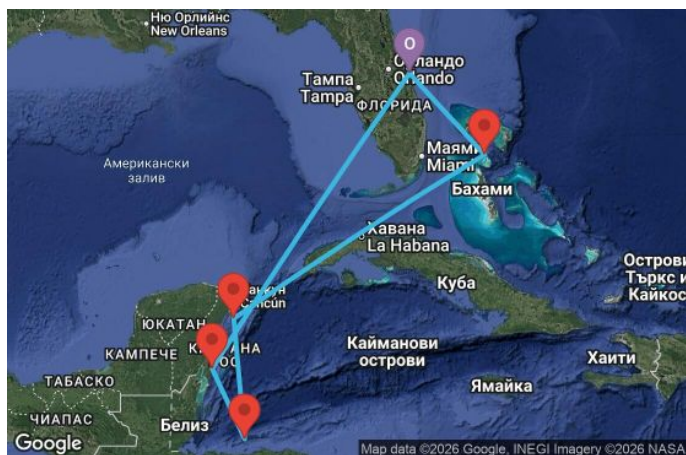 Ню Орлийнс
New Orleans
O
Орландо
Orlando
Тампа
Tampa
ФЛОРИДА
Маями
Miami
Американски
залив
Бахами
Хавана
La Habana
Острови
Търкс и
Кайкос
Cancún
Куба
ЮКАТАН
КАМПЕЧЕ
Каймaнови
острови
Хаити
ТАБАСКО
Ямайка
ЧИАПАС
Белиз
Google
Map data ©2026 Google, INEGI Imagery ©2026 NASA